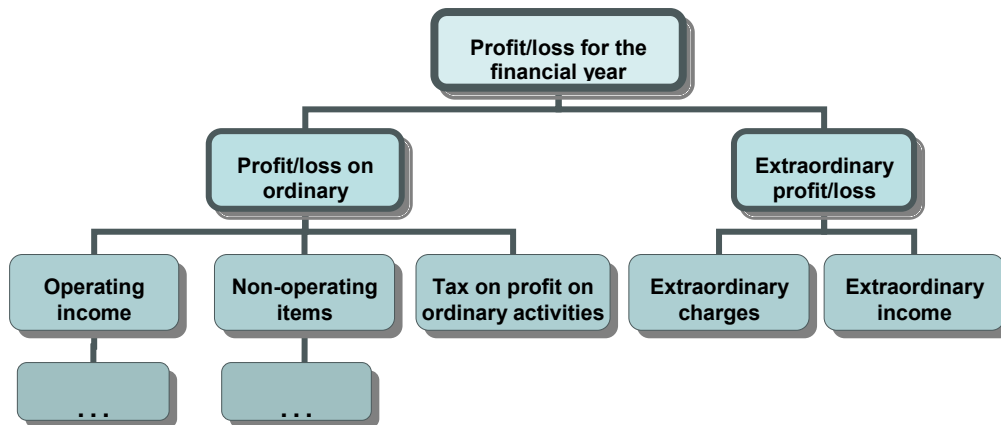 Profit/loss for the
financial year
Profit/loss on
ordinary
Extraordinary
profit/loss
Operating
income
Non-operating
items
Tax on profit on
ordinary activities
Extraordinary
charges
Extraordinary
income
. . .
. . .